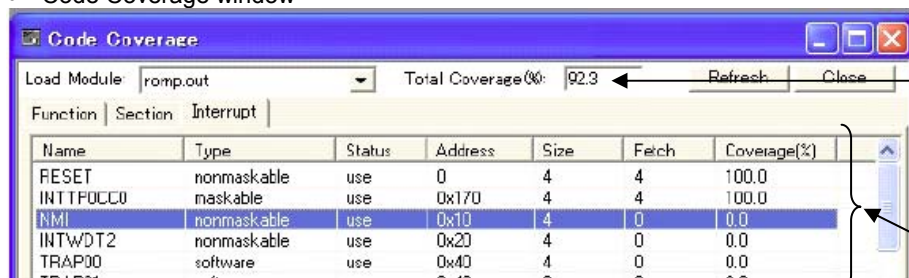 Code Coverage window
Code Coverage
Load Module: romp.out Total Coverage(%): 92.3 Refresh Close
Function Section Interrupt
Name Type Status Address Size Fetch Coverage(%)
RESET nonmaskable use 0 4 4 100.0
INTTP0CC0 maskable use 0x170 4 4 100.0
NMI nonmaskable use 0x10 4 0 0.0
INTWDT2 nonmaskable use 0x20 4 0 0.0
TRAP00 software use 0x40 4 0 0.0